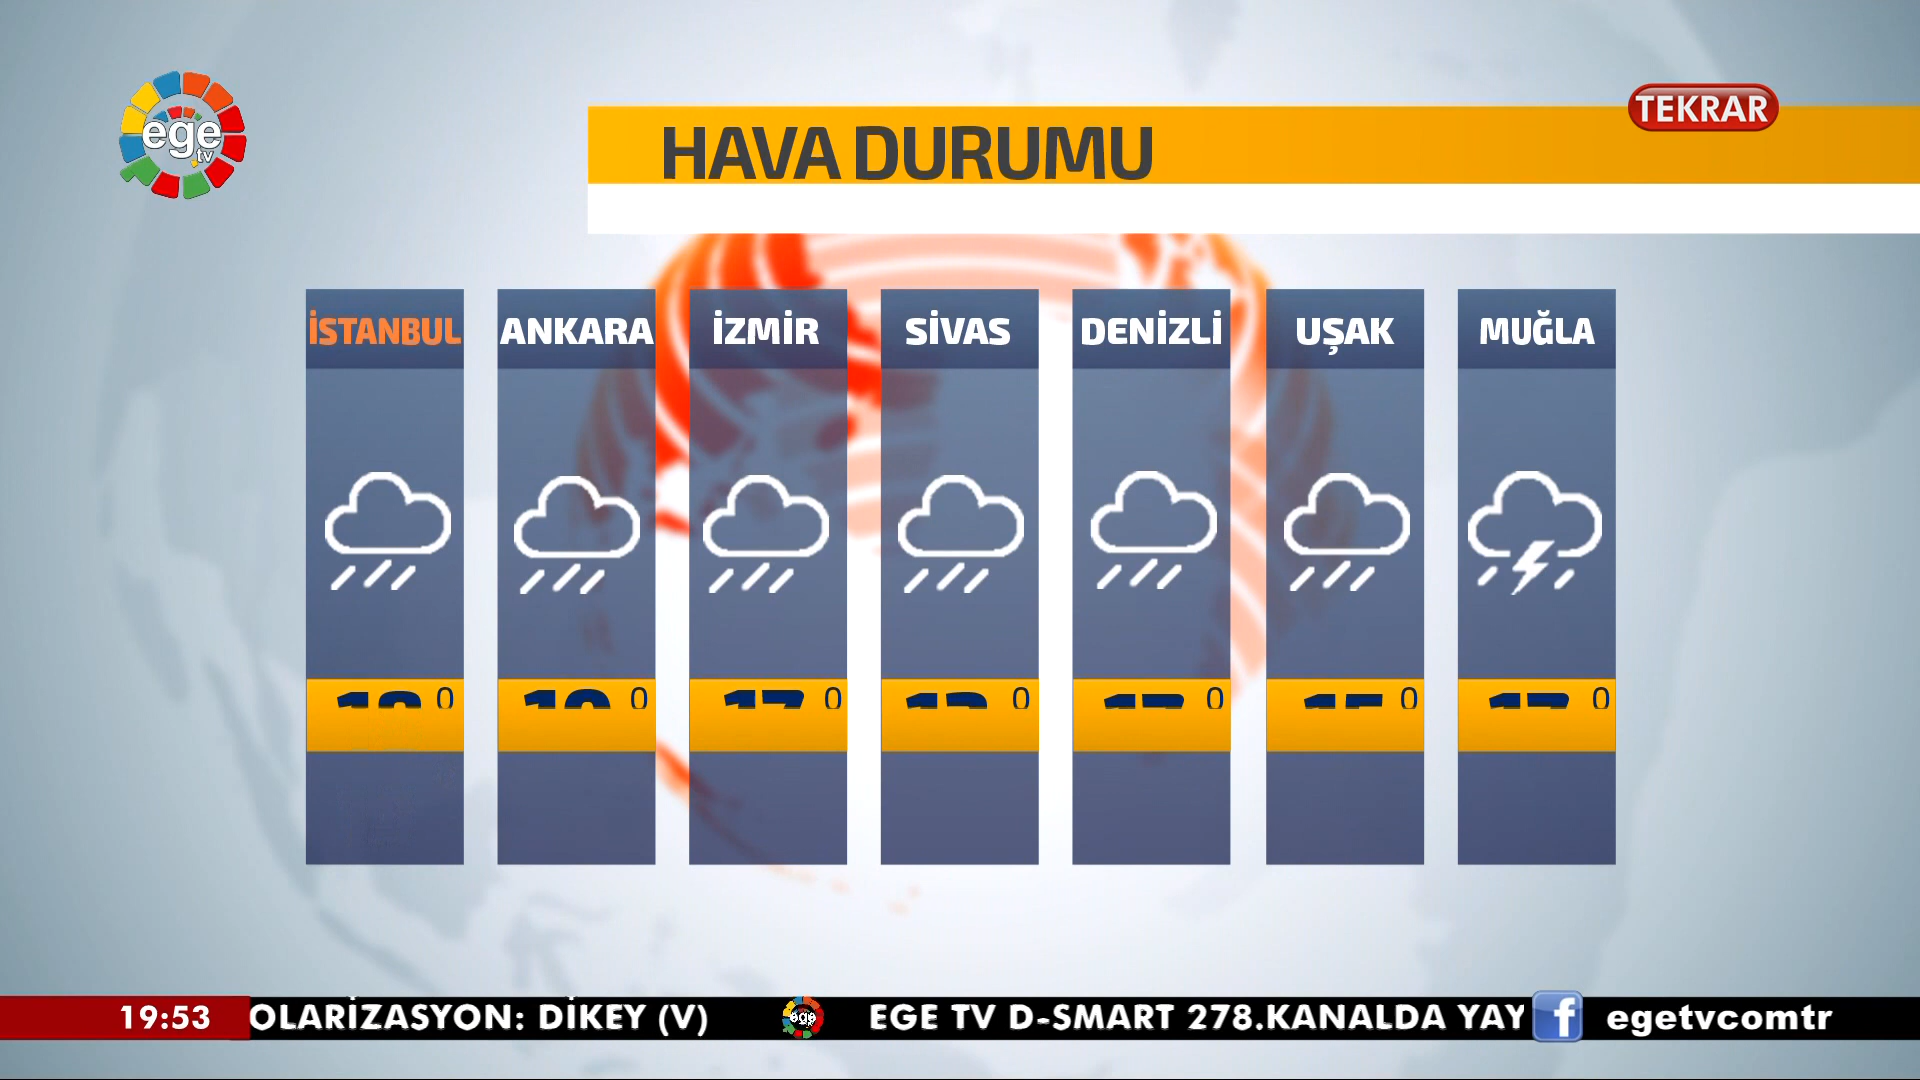 ege
tv
TEKRAR
HAVA DURUMU
İSTANBUL ANKARA İZMİR SİVAS DENİZLİ UŞAK MUĞLA
19:53 OLARİZASYON: DİKEY (V) ege EGE TV D-SMART 278.KANALDA YAY f egetvcomtr